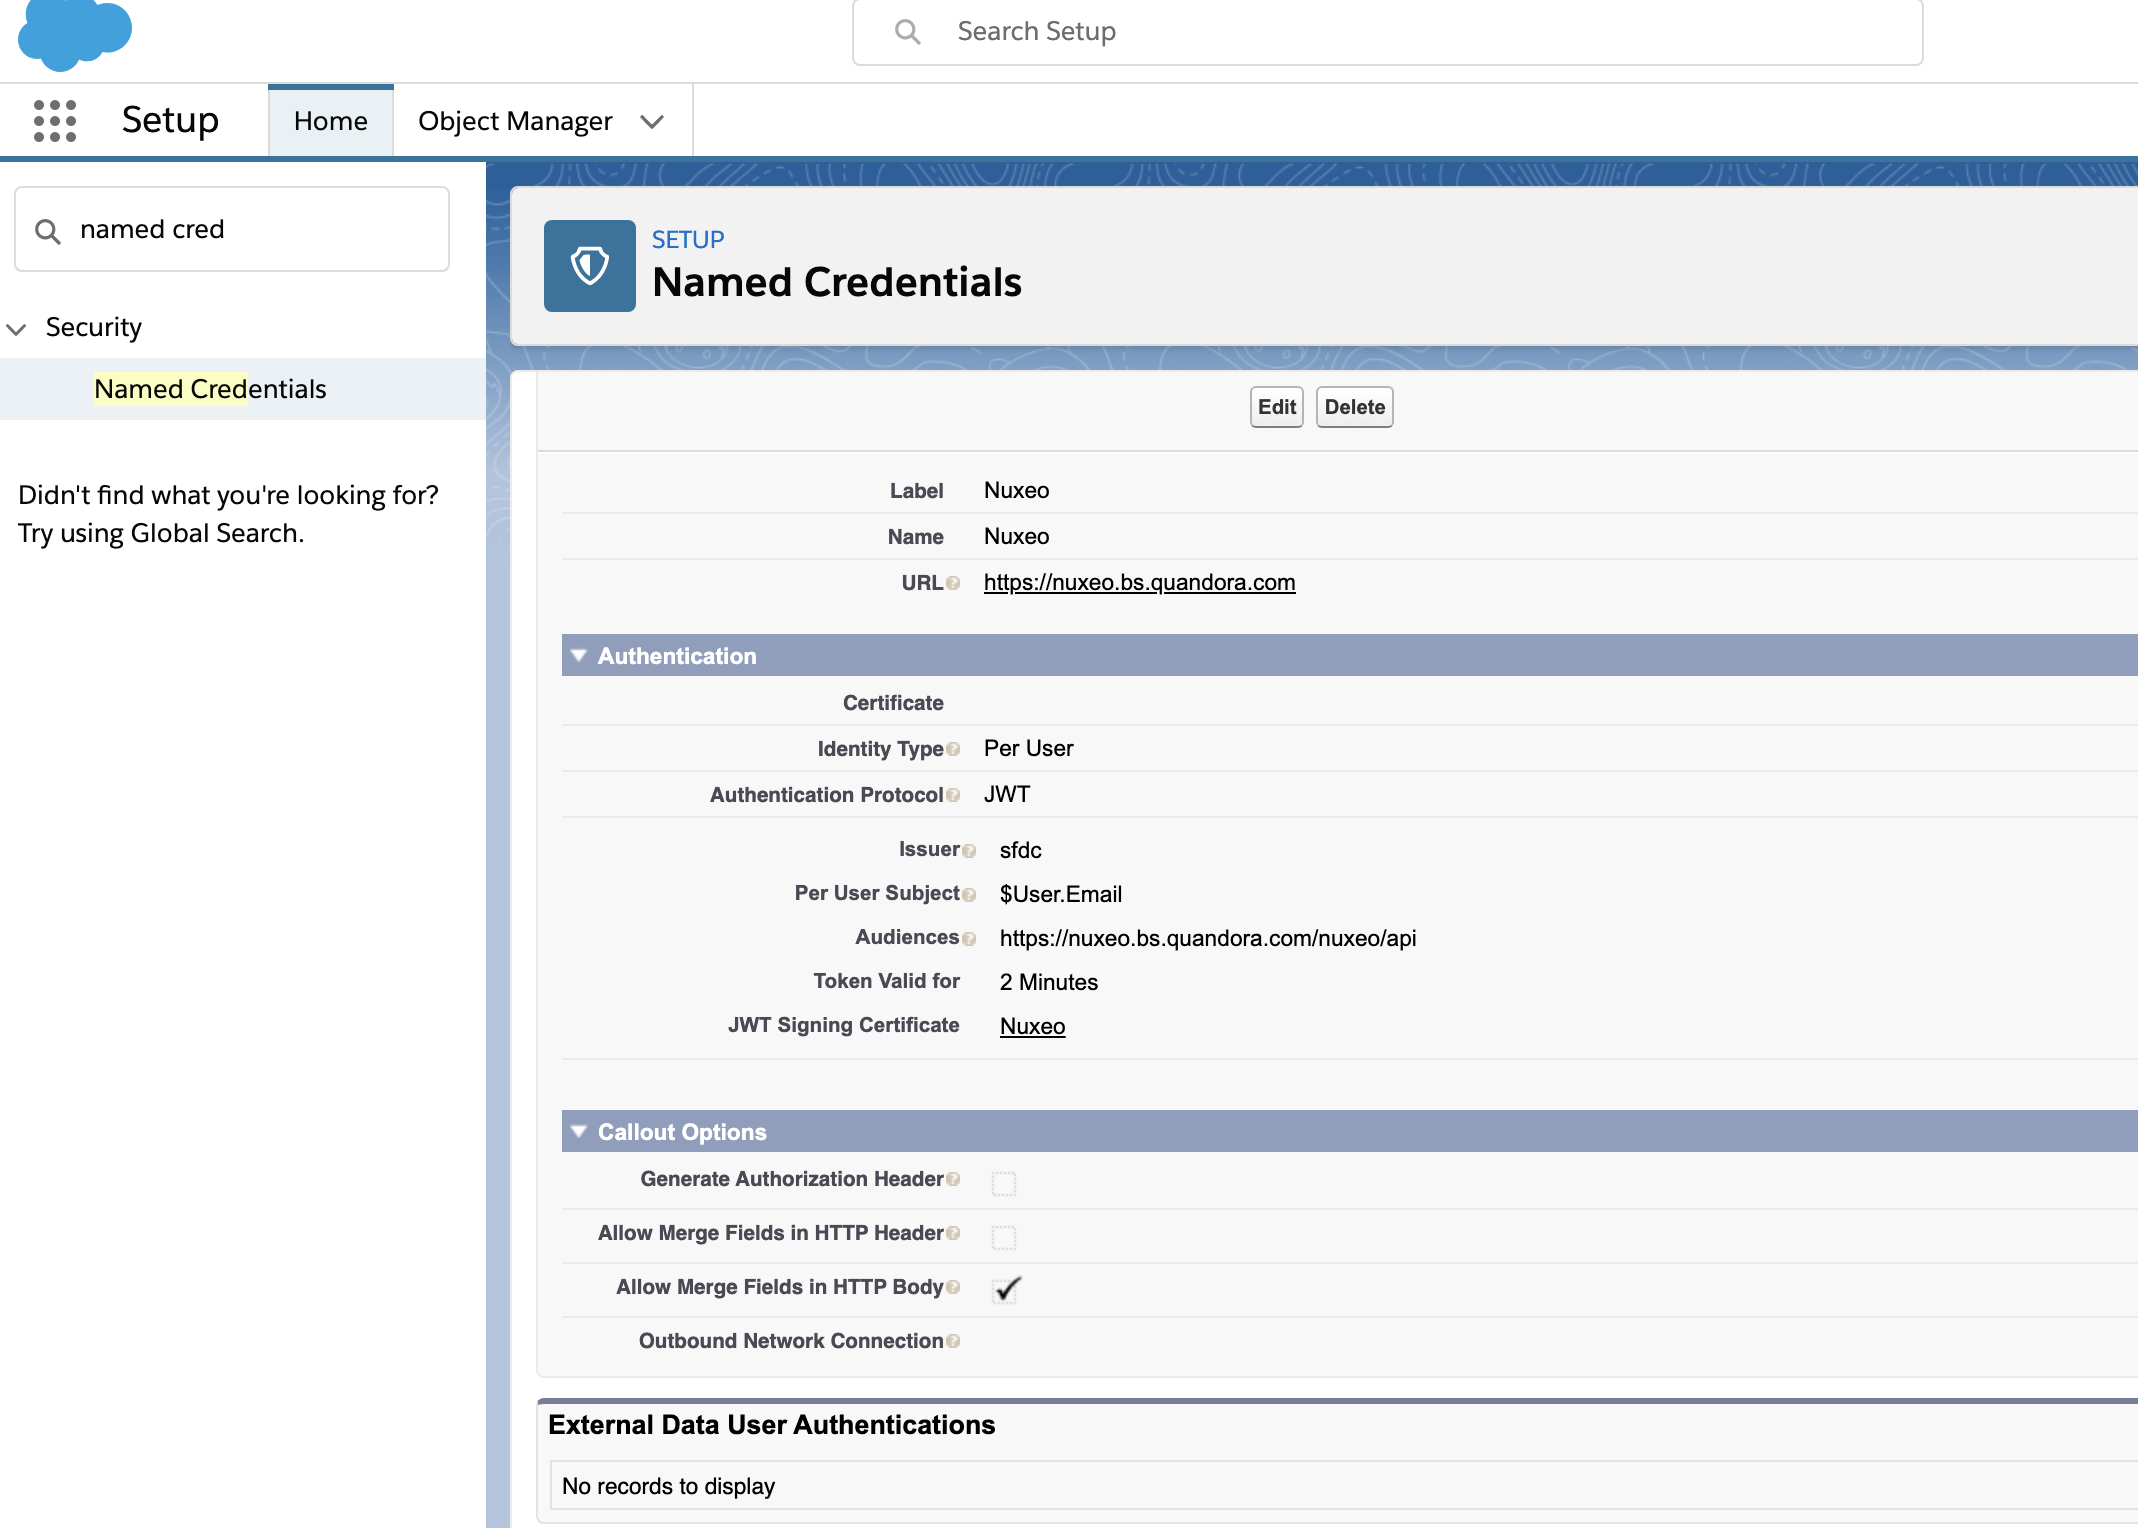 Search Setup
Setup
Home
Object Manager
named cred
Security
Named Credentials
Didn't find what you're looking for?
Try using Global Search.
SETUP
Named Credentials
Edit
Delete
Label Nuxeo
Name Nuxeo
URL https://nuxeo.bs.quandora.com
Authentication
Certificate
Identity Type Per User
Authentication Protocol JWT
Issuer sfdc
Per User Subject $User.Email
Audiences https://nuxeo.bs.quandora.com/nuxeo/api
Token Valid for 2 Minutes
JWT Signing Certificate Nuxeo
Callout Options
Generate Authorization Header
Allow Merge Fields in HTTP Header
Allow Merge Fields in HTTP Body
Outbound Network Connection
External Data User Authentications
No records to display